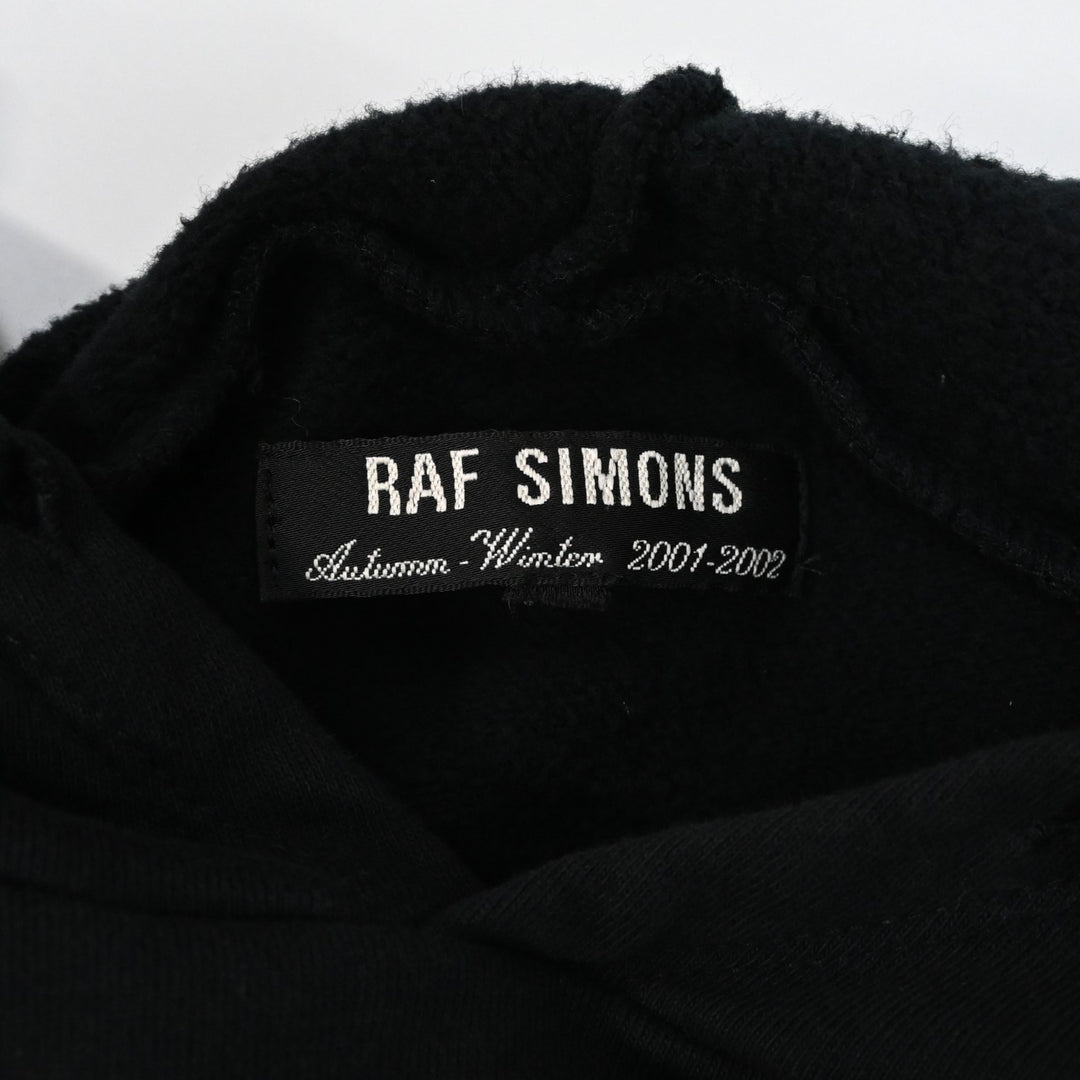 RAF SIMONS
Autumn - Winter 2001-2002